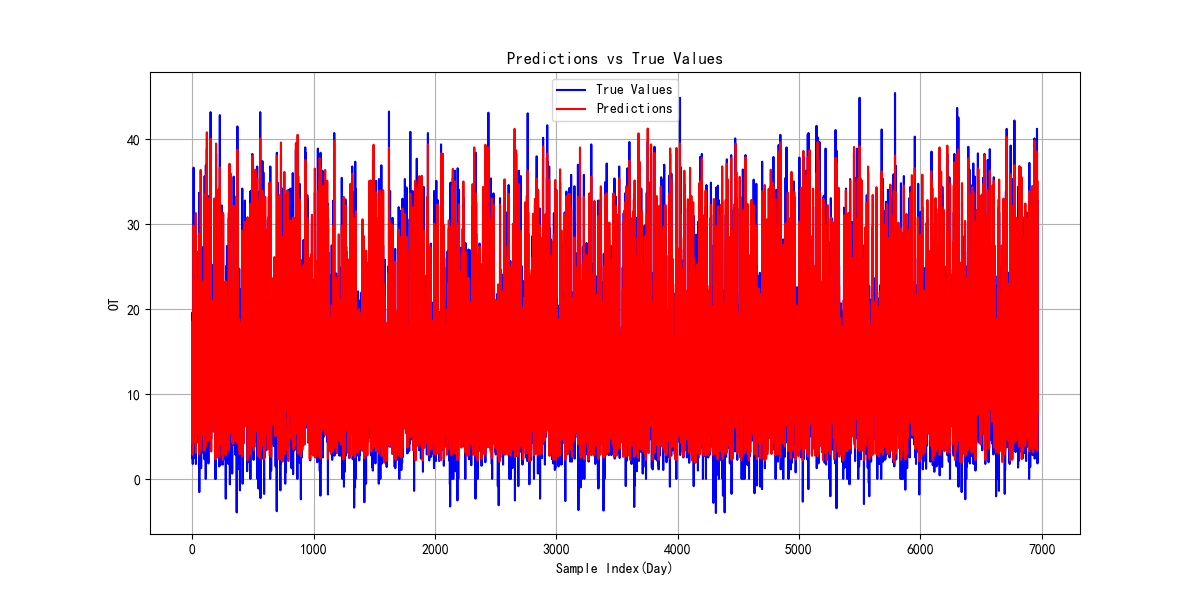 Predictions vs True Values
True Values
Predictions
OT
40
30
20
10
0
0 1000 2000 3000 4000 5000 6000 7000
Sample Index(Day)